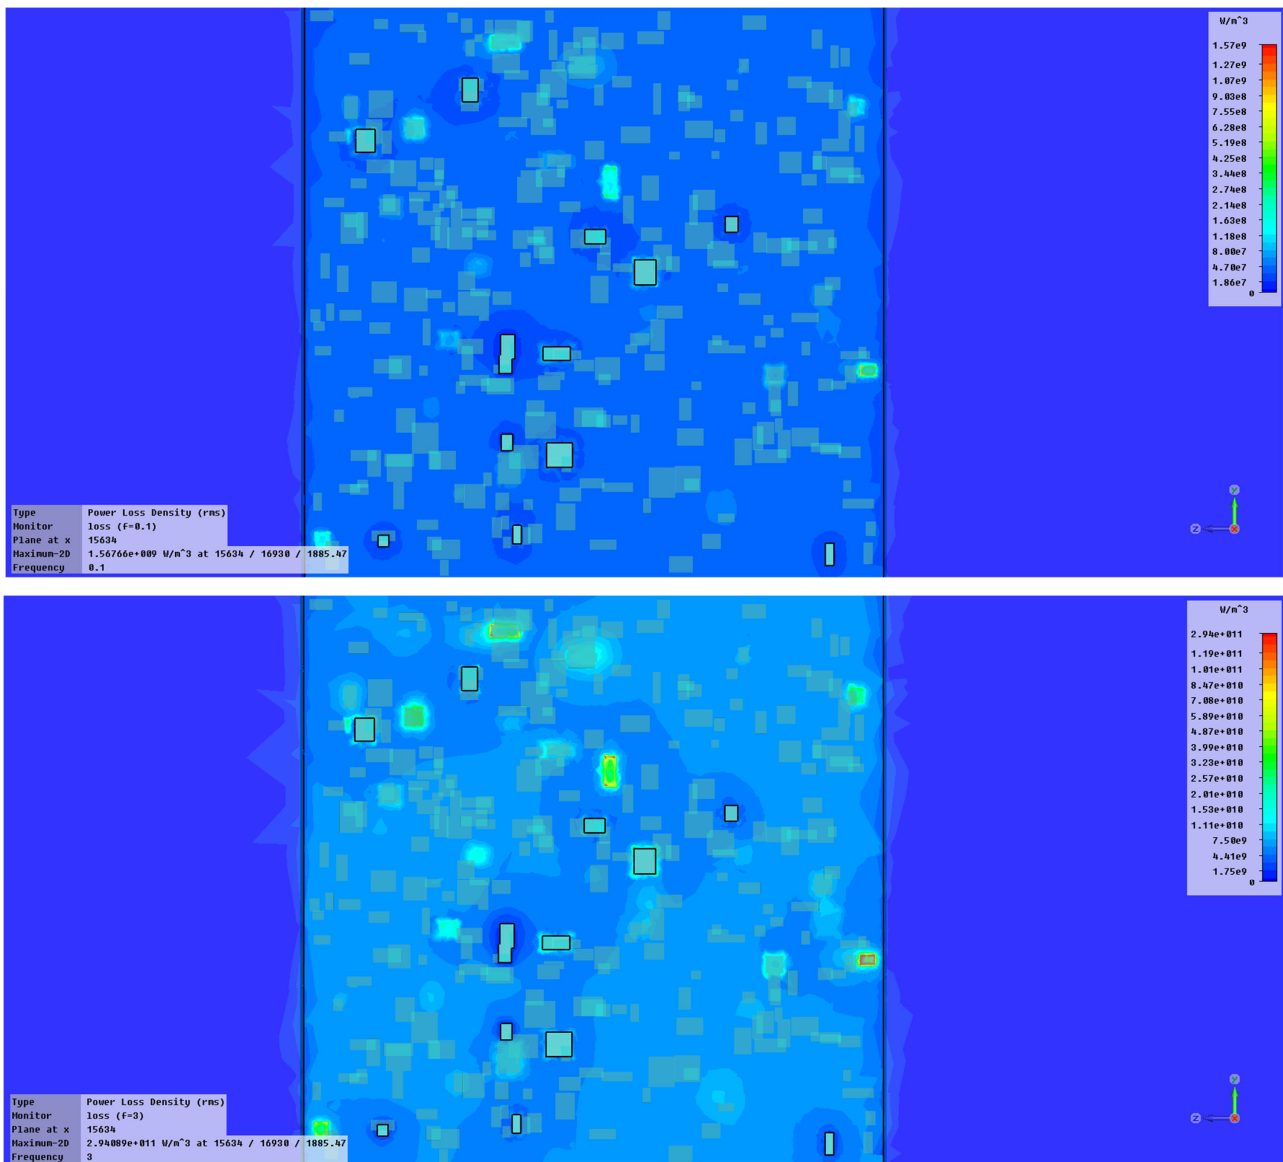 W/m^3
1.57e9
1.27e9
1.07e9
9.03e8
7.55e8
6.28e8
5.19e8
4.25e8
3.44e8
2.74e8
2.14e8
1.63e8
1.18e8
8.00e7
4.70e7
1.86e7
0
y
z
x
Type Power Loss Density (rms)
Monitor loss (f=0.1)
Plane at x 15634
Maximum-2D 1.56766e+009 W/m^3 at 15634 / 16930 / 1885.47
Frequency 0.1
W/m^3
2.94e+011
1.19e+011
1.01e+011
8.47e+010
7.08e+010
5.89e+010
4.87e+010
3.99e+010
3.23e+010
2.57e+010
2.01e+010
1.53e+010
1.11e+010
7.50e9
4.41e9
1.75e9
0
y
z
x
Type Power Loss Density (rms)
Monitor loss (f=3)
Plane at x 15634
Maximum-2D 2.94089e+011 W/m^3 at 15634 / 16930 / 1885.47
Frequency 3